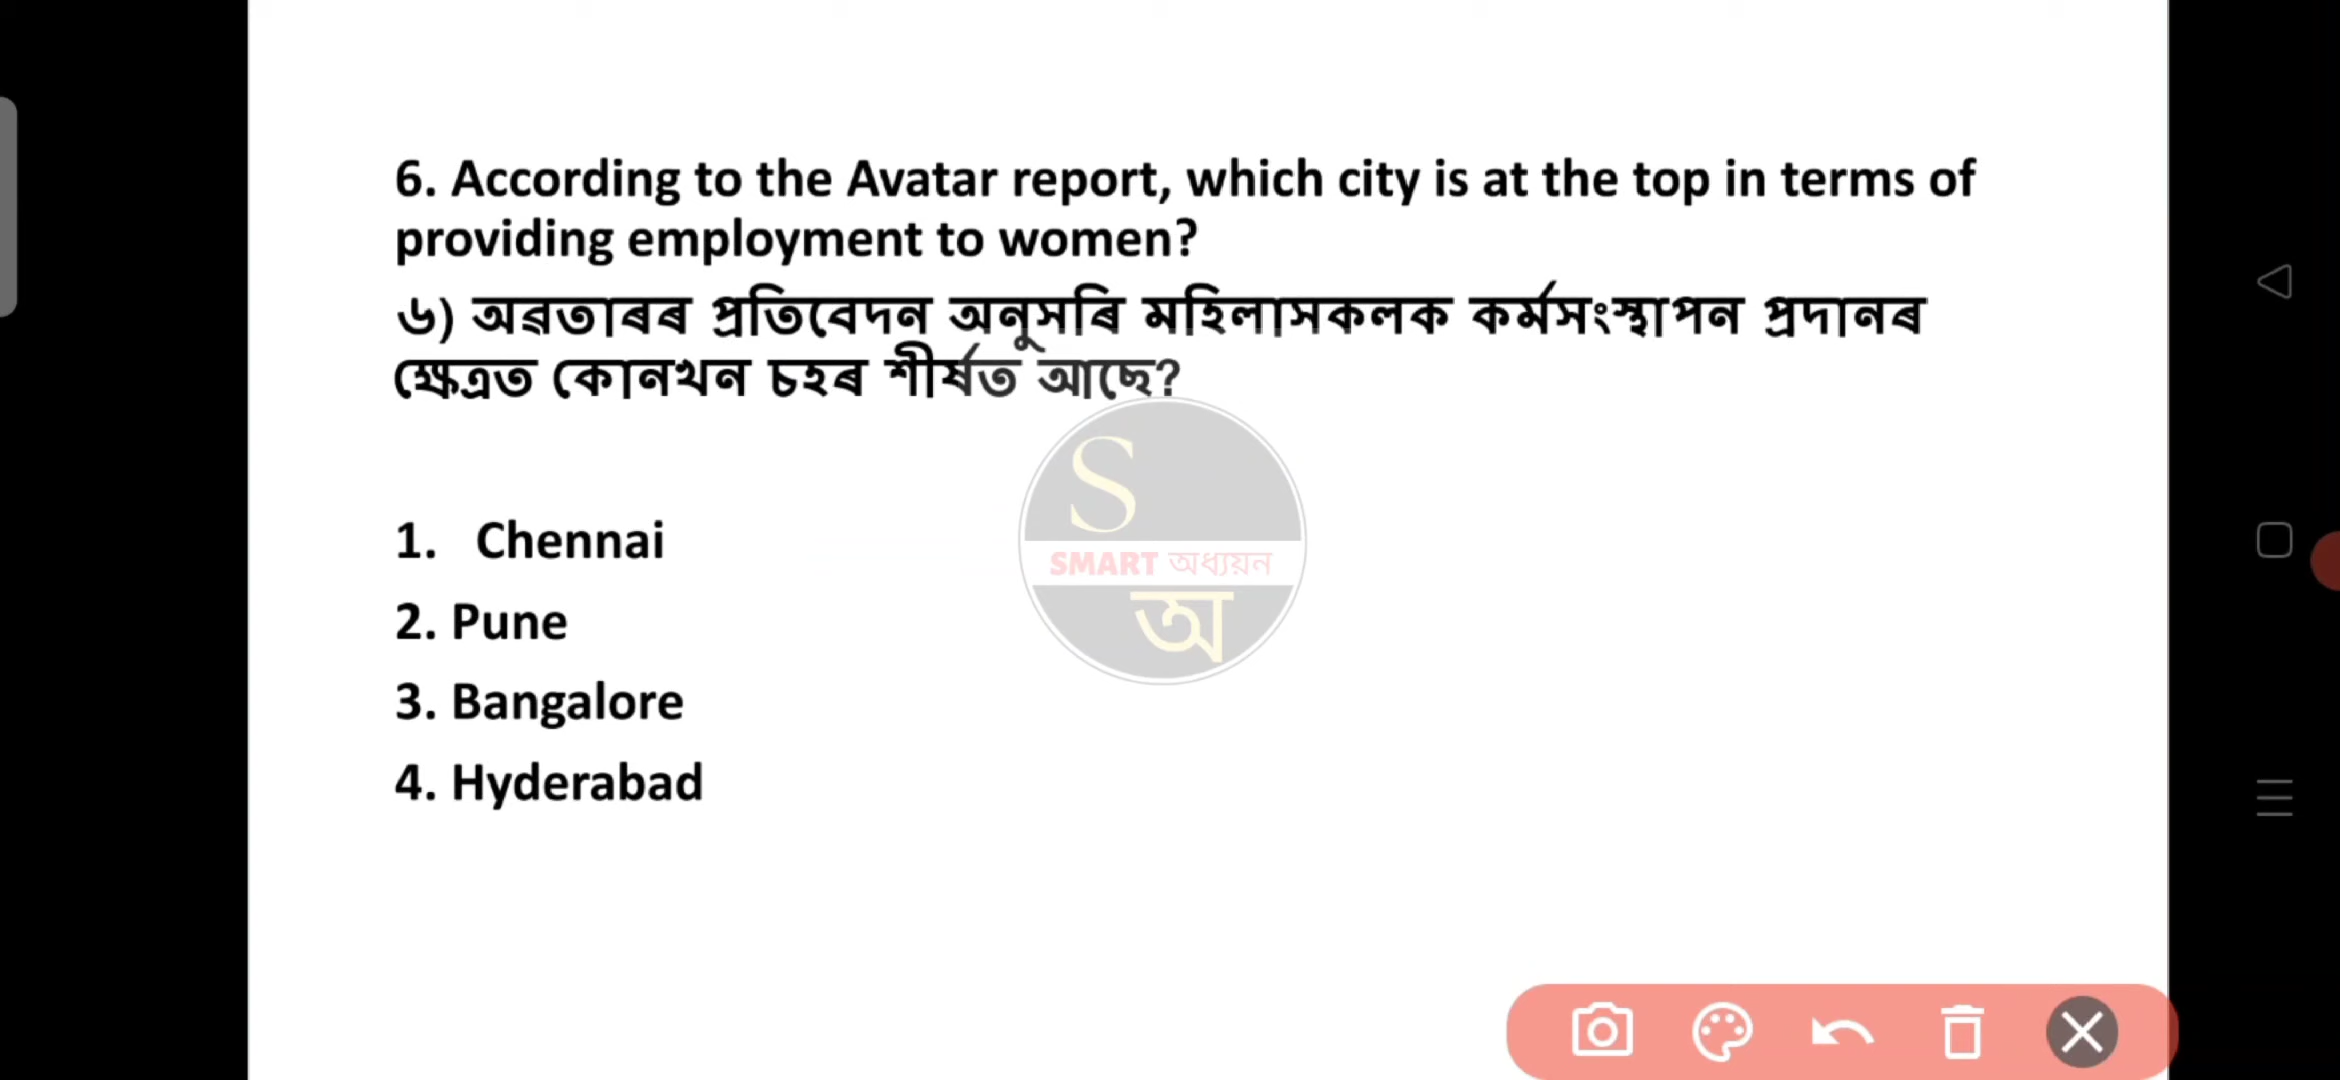 6. According to the Avatar report, which city is at the top in terms of
providing employment to women?
৬) অৱতাৰৰ প্ৰতিবেদন অনুসৰি মহিলাসকলক কৰ্মসংস্থাপন প্ৰদানৰ
ক্ষেত্ৰত কোনখন চহৰ শীৰ্ষত আছে?
1. Chennai
2. Pune
3. Bangalore
4. Hyderabad
S
SMART অধ্যয়ন
অ